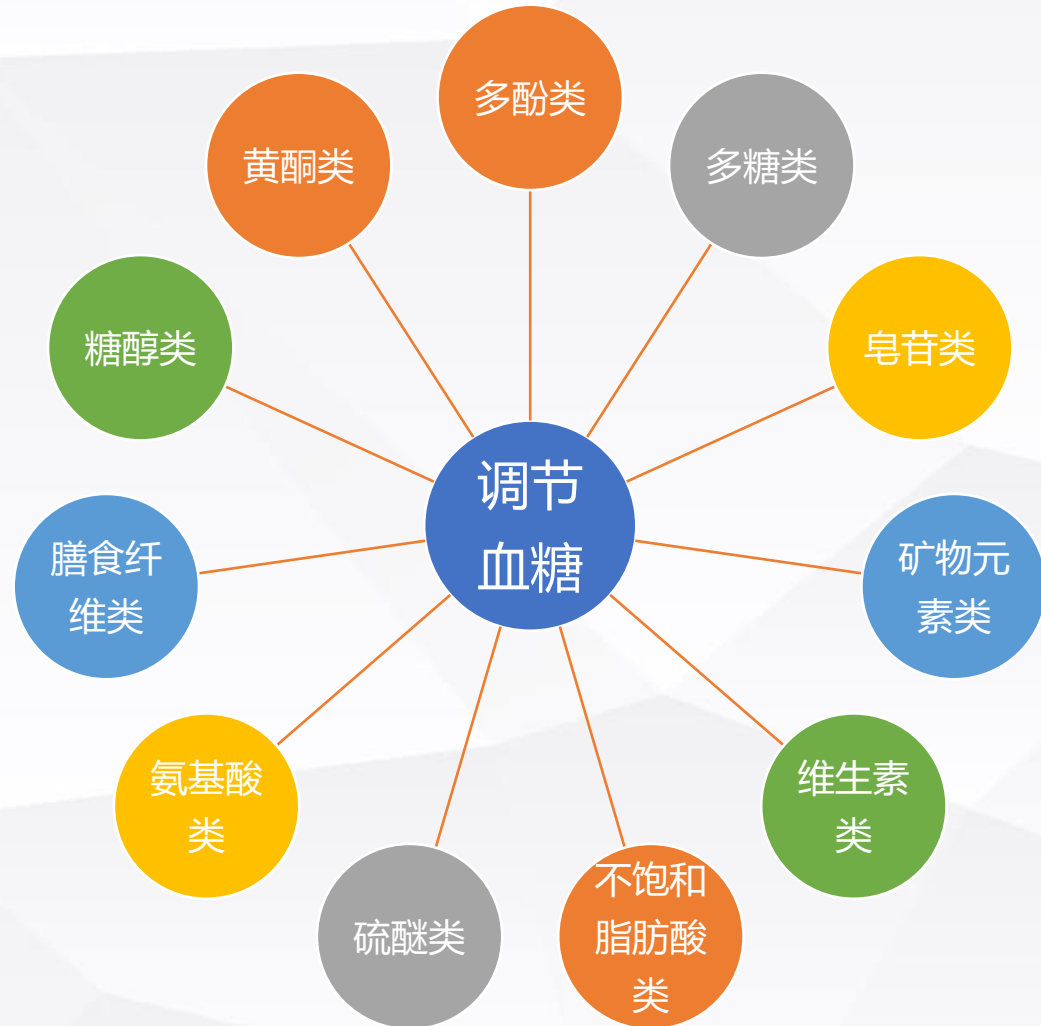 多酚类
多糖类
皂苷类
矿物元
素类
维生素
类
不饱和
脂肪酸
类
硫醚类
氨基酸
类
膳食纤
维类
糖醇类
黄酮类
调节
血糖